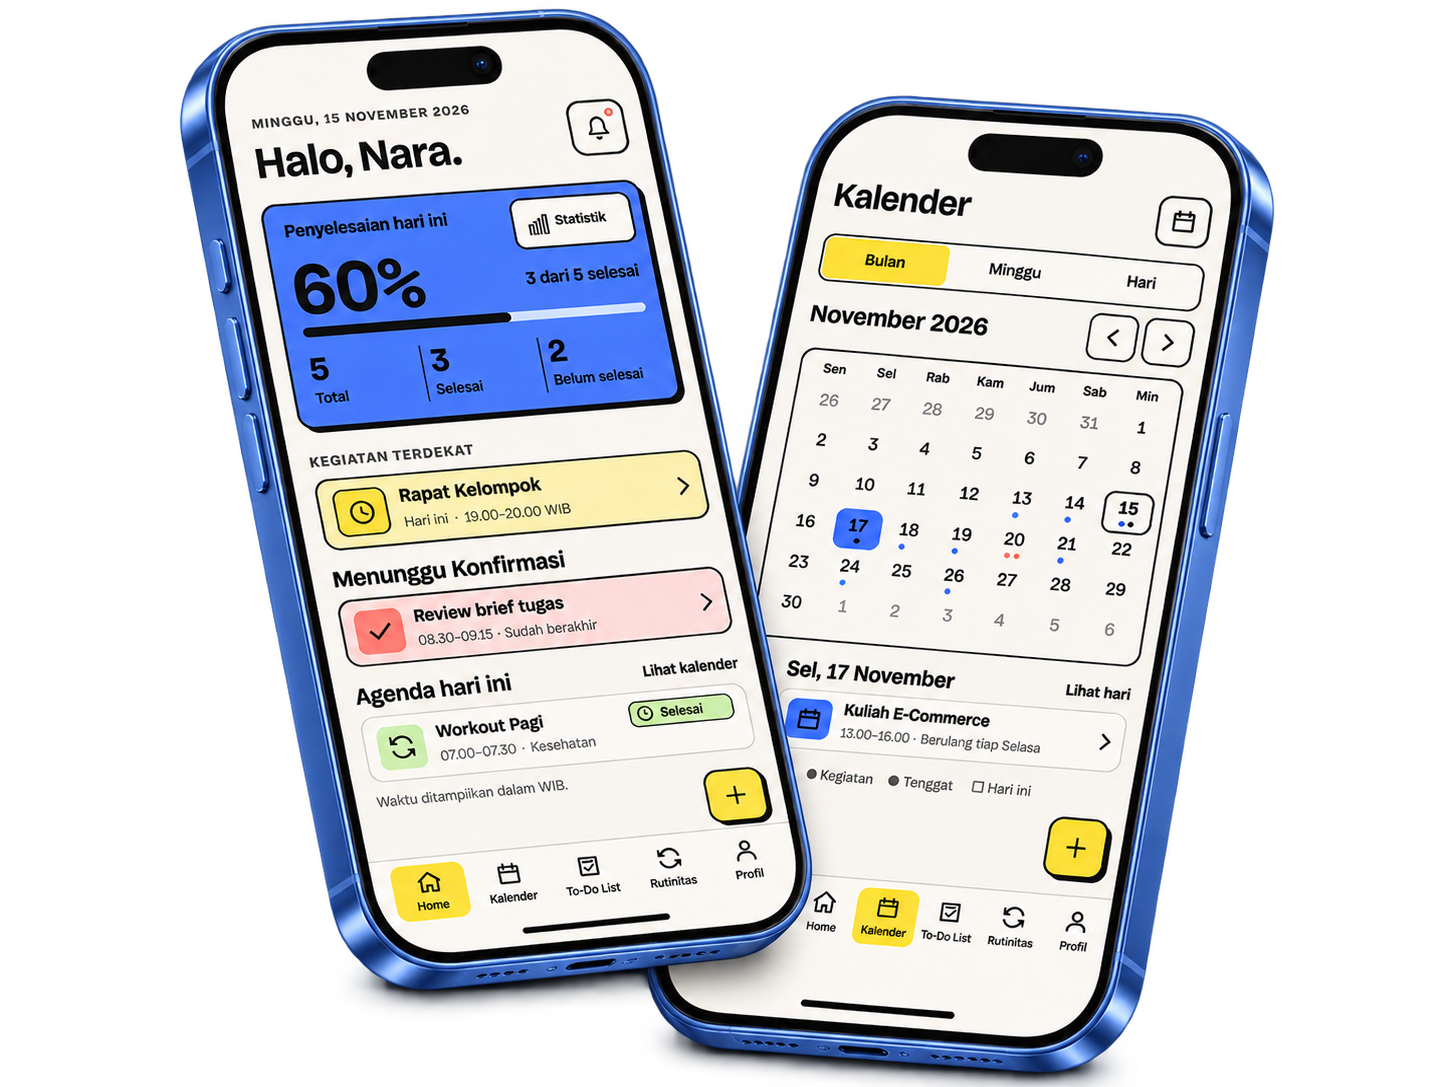 MINGGU, 15 NOVEMBER 2026
Halo, Nara.
Penyelesaian hari ini
Statistik
60%
3 dari 5 selesai
5
3
2
Total
Selesai
Belum selesai
KEGIATAN TERDEKAT
Rapat Kelompok
Hari ini · 19.00–20.00 WIB
Menunggu Konfirmasi
Review brief tugas
08.30–09.15 · Sudah berakhir
Agenda hari ini
Lihat kalender
Workout Pagi
Selesai
07.00–07.30 · Kesehatan
Waktu ditampiikan dalam WIB.
Home
Kalender
To-Do List
Rutinitas
Profil
Kalender
Bulan
Minggu
Hari
November 2026
Sen Sel Rab Kam Jum Sab Min
26 27 28 29 30 31 1
2 3 4 5 6 7 8
9 10 11 12 13 14 15
16 17 18 19 20 21 22
23 24 25 26 27 28 29
30 1 2 3 4 5 6
Sel, 17 November
Lihat hari
Kuliah E-Commerce
13.00–16.00 · Berulang tiap Selasa
Kegiatan
Tenggat
Hari ini
Home
Kalender
To-Do List
Rutinitas
Profil